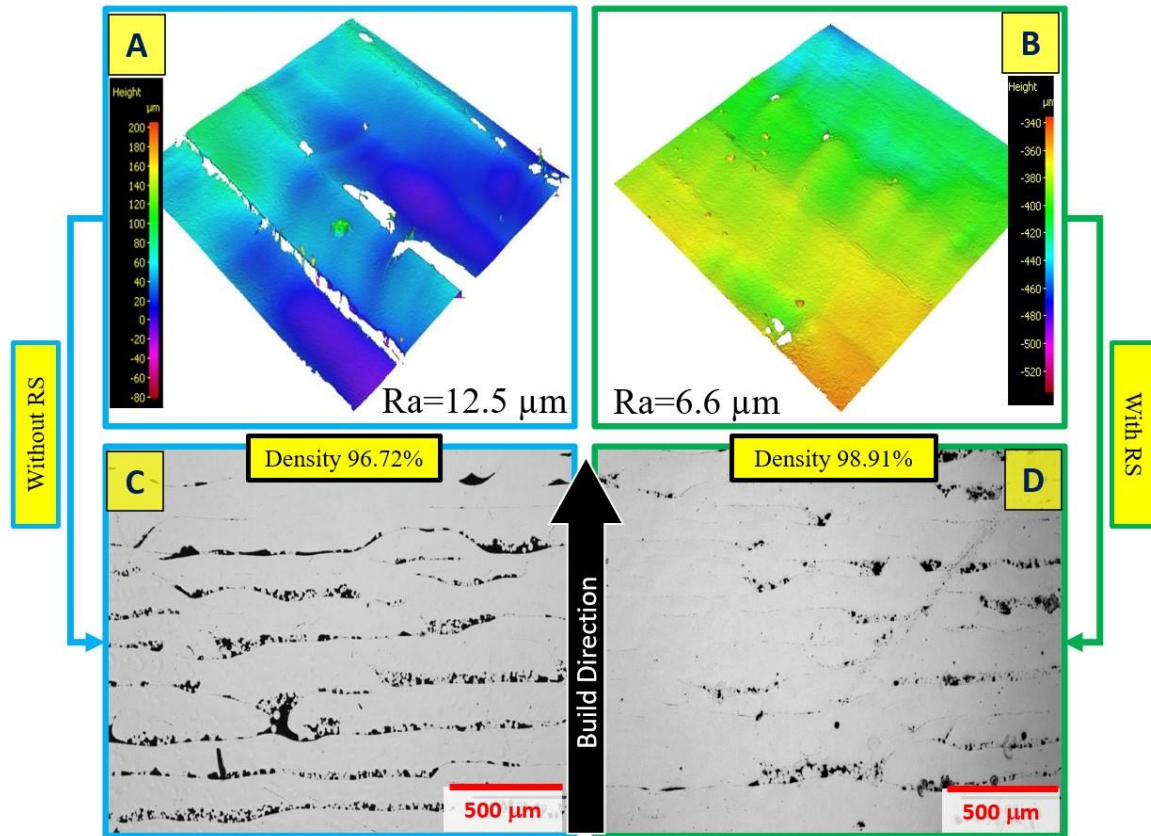 A
Height
µm
200
180
160
140
120
100
80
60
40
20
0
-20
-40
-60
-80
Ra=12.5 µm
B
Height
µm
-340
-360
-380
-400
-420
-440
-460
-480
-500
-520
Ra=6.6 µm
Without RS
With RS
Density 96.72%
Density 98.91%
C
D
Build Direction
500 µm
500 µm